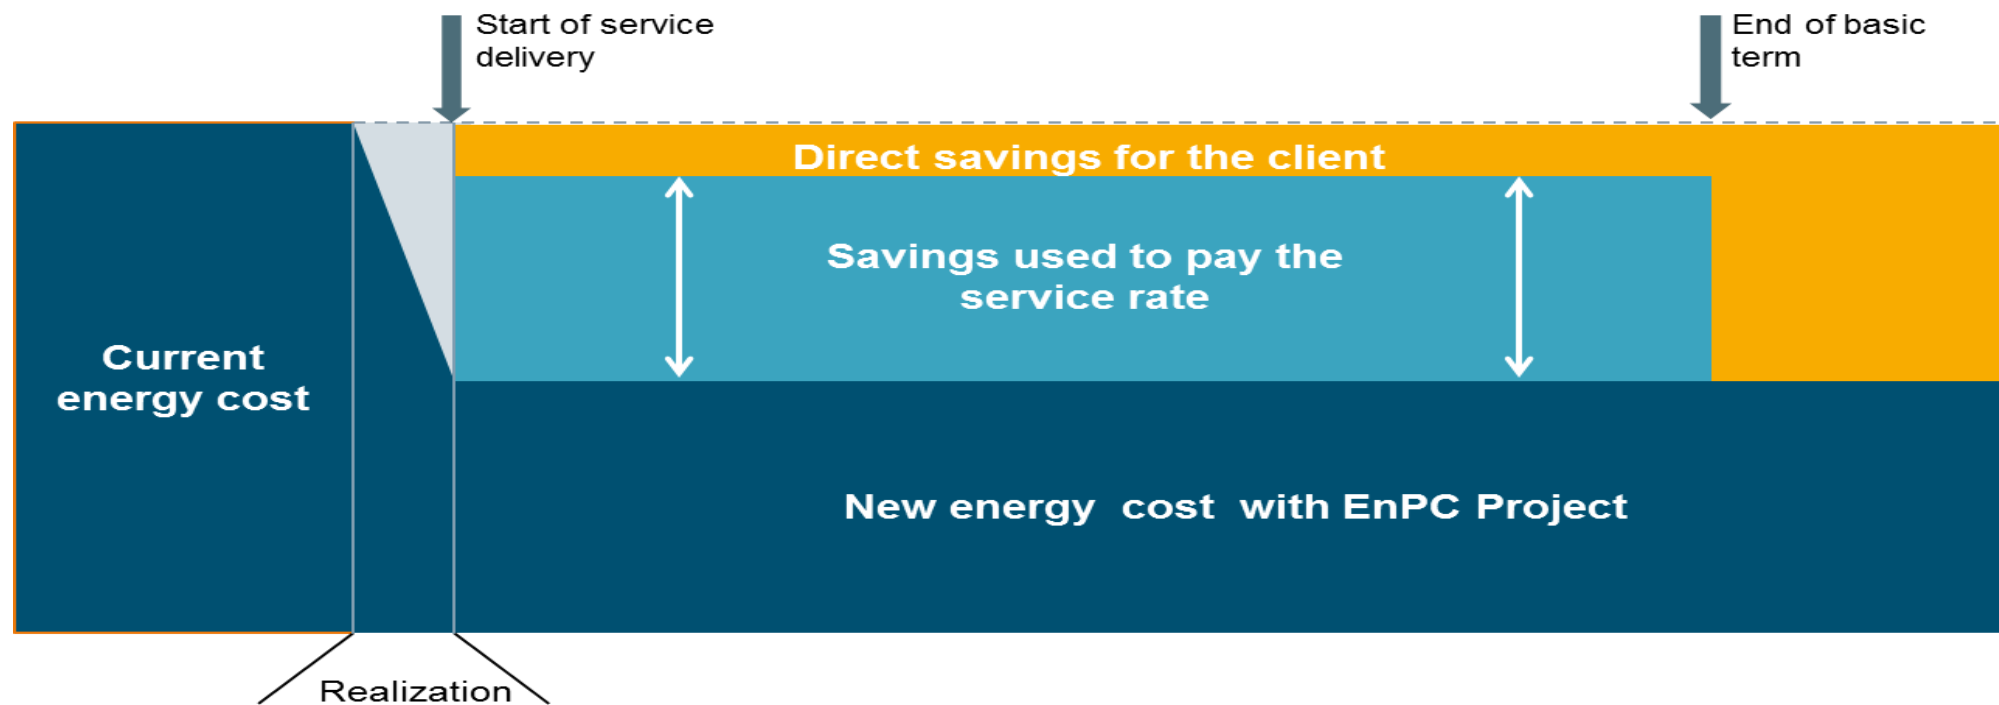 Start of service
delivery
End of basic
term
Direct savings for the client
Savings used to pay the
service rate
Current
energy cost
New energy cost with EnPC Project
Realization